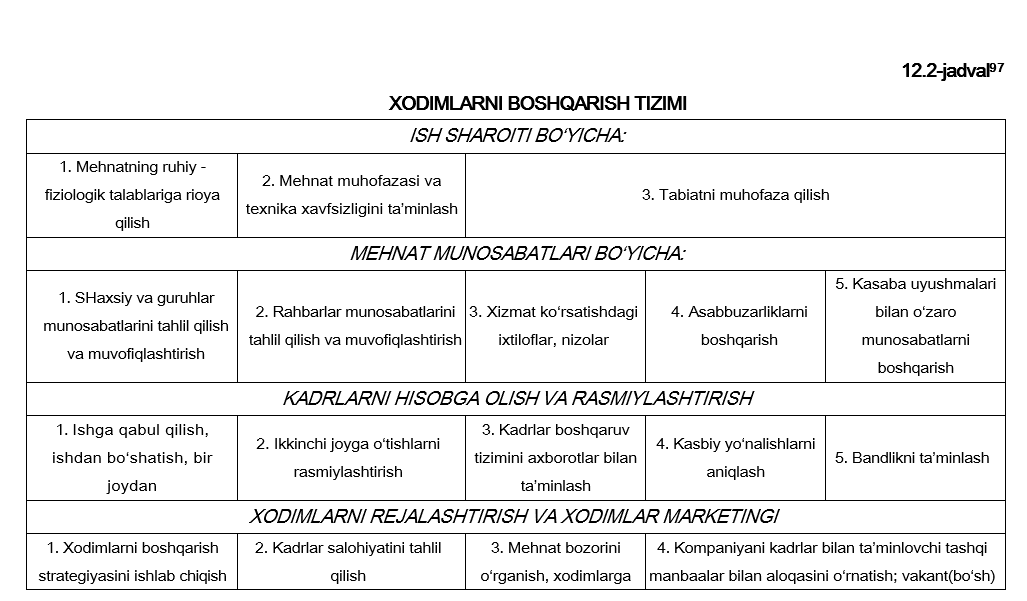 12.2-jadval⁹⁷
XODIMLARNI BOSHQARISH TIZIMI
ISH SHAROITI BO‘YICHA:
1. Mehnatning ruhiy -
fiziologik talablariga rioya
qilish
2. Mehnat muhofazasi va
texnika xavfsizligini ta’minlash
3. Tabiatni muhofaza qilish
MEHNAT MUNOSABATLARI BO‘YICHA:
1. SHaxsiy va guruhlar
munosabatlarini tahlil qilish
va muvofiqlashtirish
2. Rahbarlar munosabatlarini
tahlil qilish va muvofiqlashtirish
3. Xizmat ko‘rsatishdagi
ixtiloflar, nizolar
4. Asabbuzarliklarni
boshqarish
5. Kasaba uyushmalari
bilan o‘zaro
munosabatlarni
boshqarish
KADRLARNI HISOBGA OLISH VA RASMIYLASHTIRISH
1. Ishga qabul qilish,
ishdan bo‘shatish, bir
joydan
2. Ikkinchi joyga o‘tishlarni
rasmiylashtirish
3. Kadrlar boshqaruv
tizimini axborotlar bilan
ta’minlash
4. Kasbiy yo‘nalishlarni
aniqlash
5. Bandlikni ta’minlash
XODIMLARNI REJALASHTIRISH VA XODIMLAR MARKETINGI
1. Xodimlarni boshqarish
strategiyasini ishlab chiqish
2. Kadrlar salohiyatini tahlil
qilish
3. Mehnat bozorini
o‘rganish, xodimlarga
4. Kompaniyani kadrlar bilan ta’minlovchi tashqi
manbaalar bilan aloqasini o‘rnatish; vakant(bo‘sh)